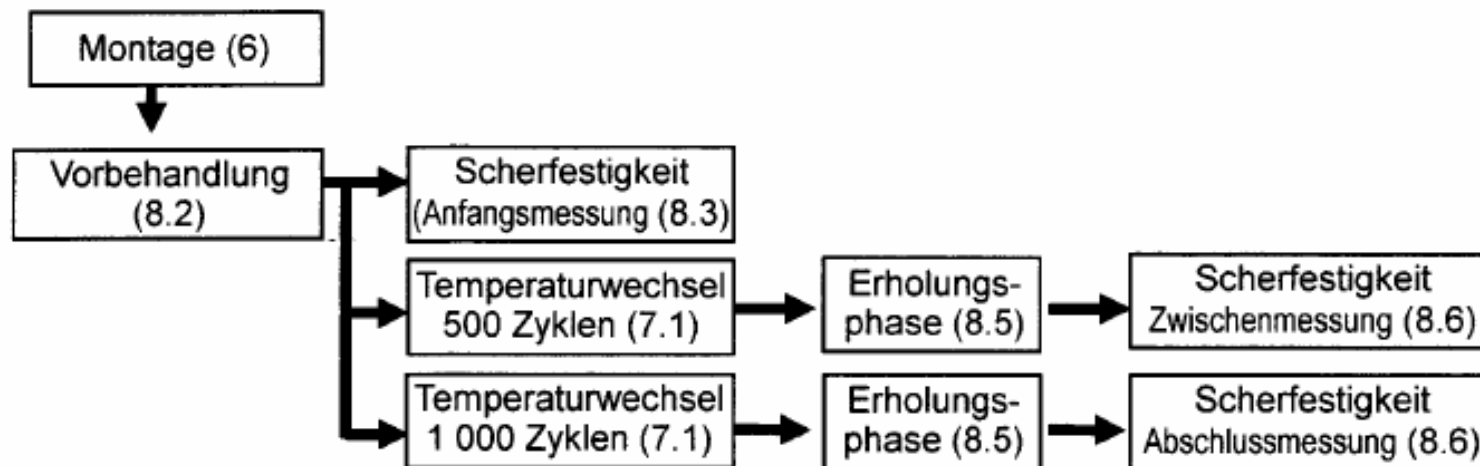 Montage (6)
Vorbehandlung
(8.2)
Scherfestigkeit
(Anfangsmessung (8.3)
Temperaturwechsel
500 Zyklen (7.1)
Erholungs-
phase (8.5)
Scherfestigkeit
Zwischenmessung (8.6)
Temperaturwechsel
1 000 Zyklen (7.1)
Erholungs-
phase (8.5)
Scherfestigkeit
Abschlussmessung (8.6)